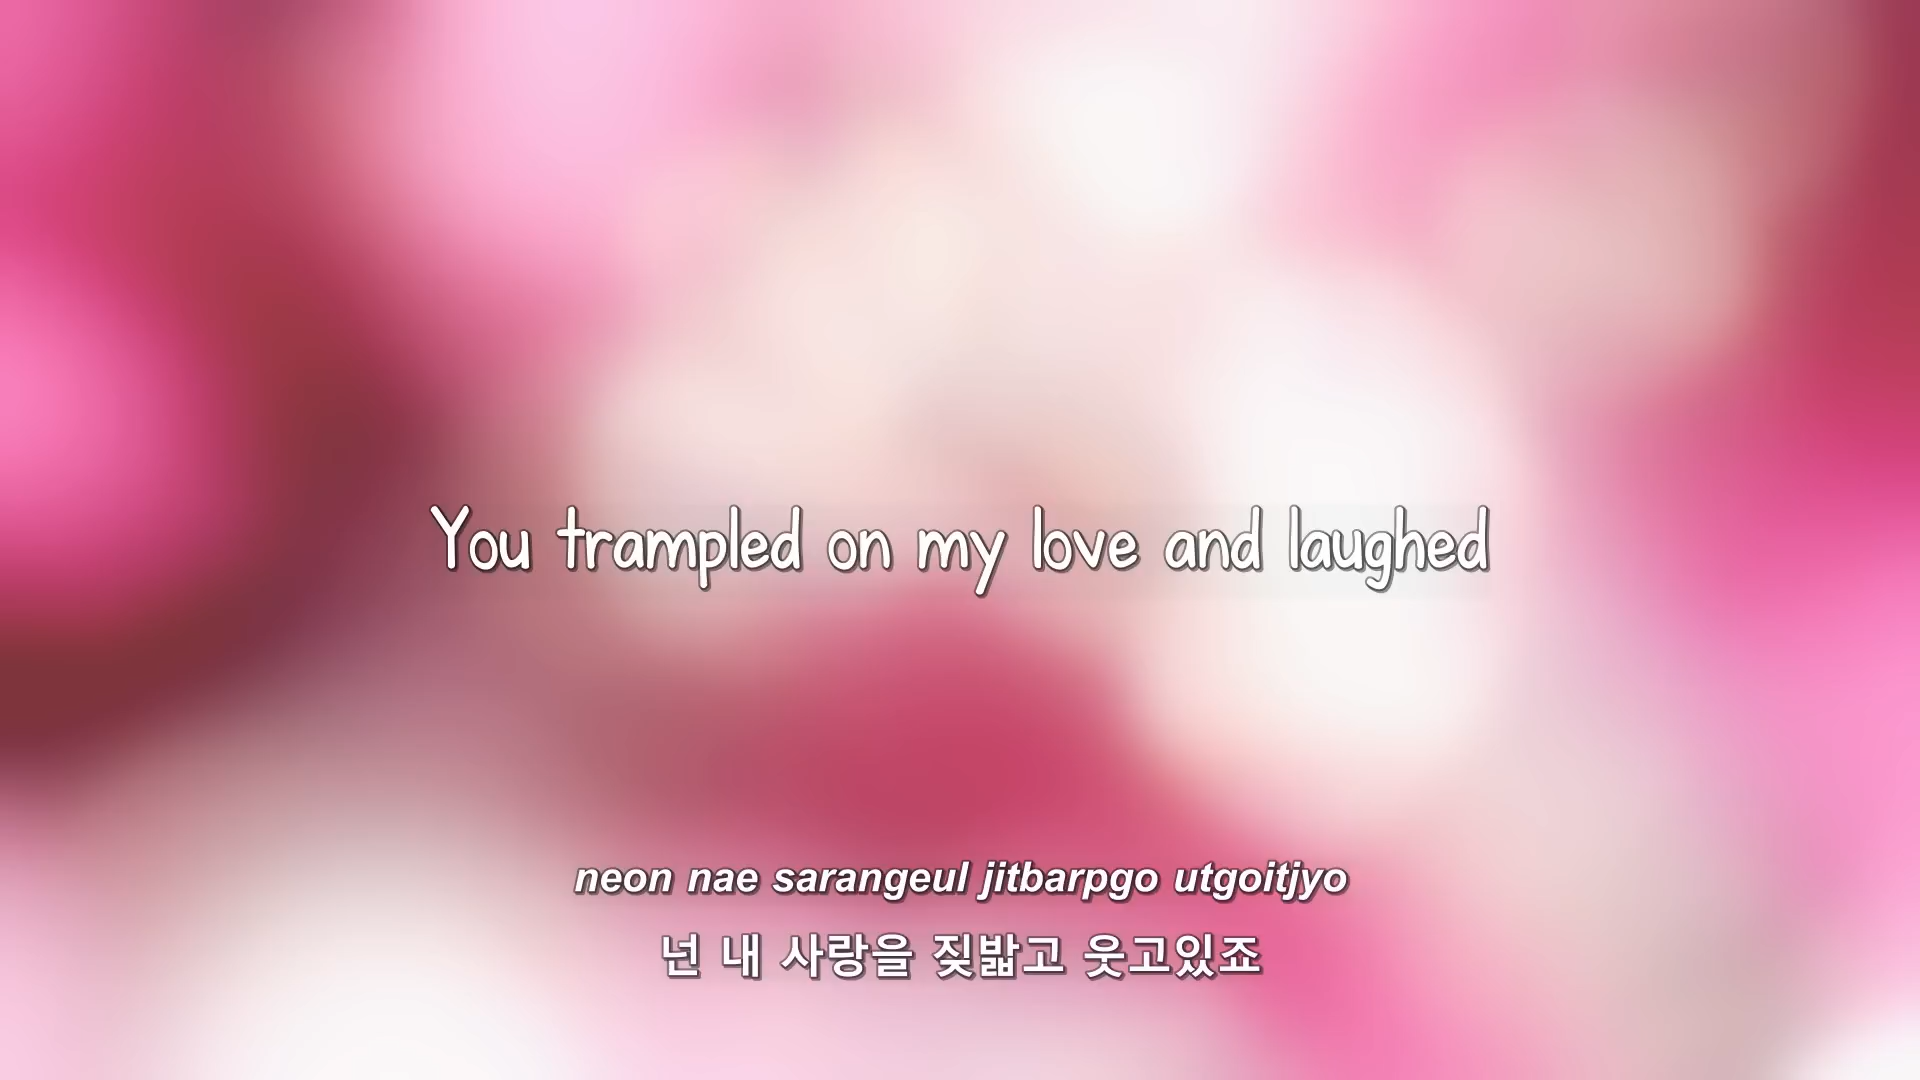 You trampled on my love and laughed
neon nae sarangeul jitbarpgo utgoitjyo
넌 내 사랑을 짖밟고 웃고있죠